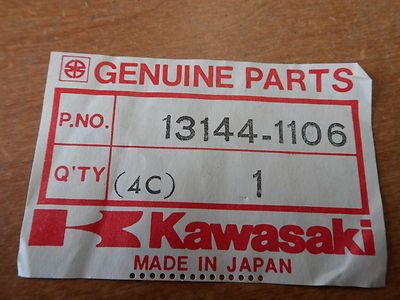 GENUINE PARTS
P.NO. 13144-1106
Q'TY (4C) 1
Kawasaki
MADE IN JAPAN